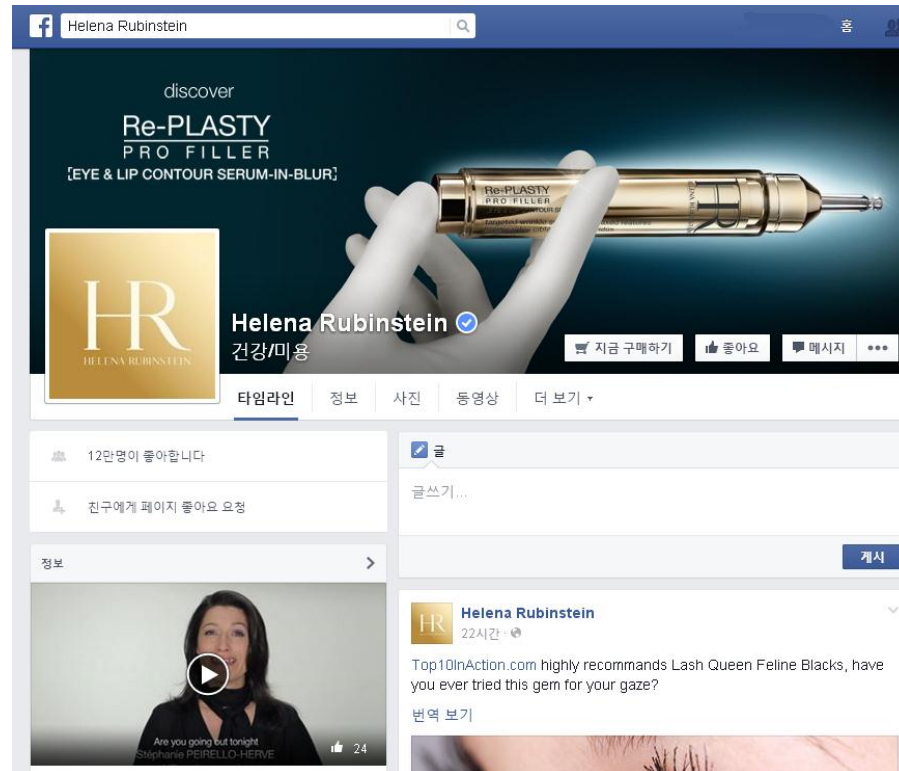 Helena Rubinstein
홈
discover
Re-PLASTY
PRO FILLER
[EYE & LIP CONTOUR SERUM-IN-BLUR]
Re-PLASTY
PRO FILLER
HR
HR
HELENA RUBINSTEIN
Helena Rubinstein
건강/미용
지금 구매하기
좋아요
메시지
•••
타임라인
정보
사진
동영상
더 보기
12만명이 좋아합니다
친구에게 페이지 좋아요 요청
정보
Are you going out tonight
Stéphanie PEIRELLO-HERVE
24
글
글쓰기...
게시
HR
Helena Rubinstein
22시간 ·
Top10InAction.com highly recommands Lash Queen Feline Blacks, have
you ever tried this gem for your gaze?
번역 보기